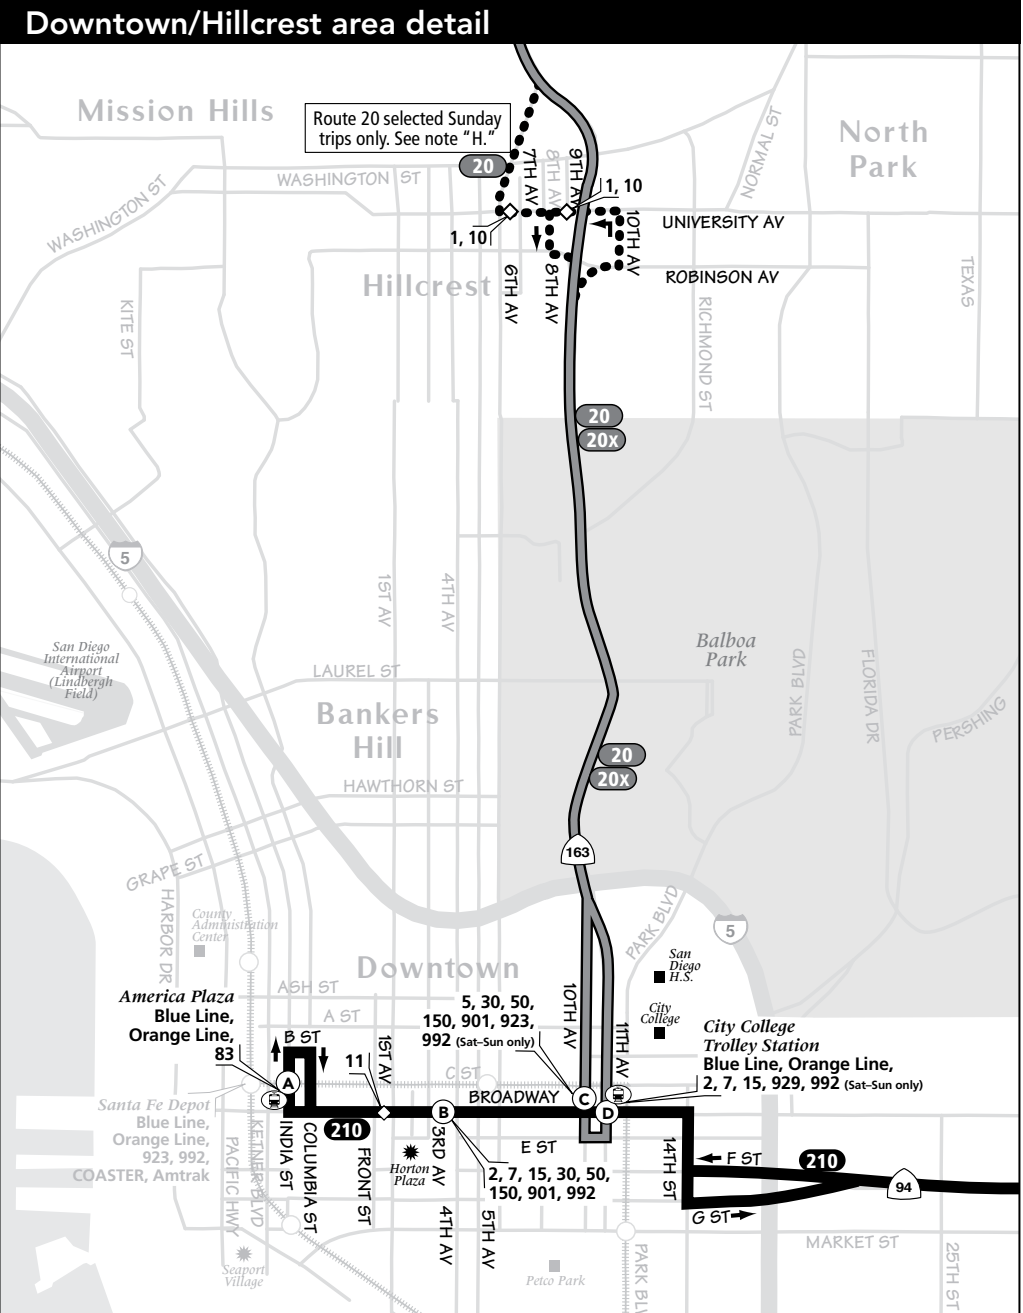 Downtown/Hillcrest area detail
Mission Hills
Route 20 selected Sunday
trips only. See note “H.”
North
Park
NORMAL ST
20
7TH AV
8TH AV
9TH AV
WASHINGTON ST
WASHINGTON ST
1, 10
UNIVERSITY AV
10TH AV
1, 10
Hillcrest
6TH AV
8TH AV
ROBINSON AV
TEXAS
KITE ST
RICHMOND ST
20
20x
5
1ST AV
4TH AV
San Diego
International
Airport
(Lindbergh
Field)
Balboa
Park
LAUREL ST
PARK BLVD
FLORIDA DR
PERSHING
Bankers
Hill
20
20x
HAWTHORN ST
163
GRAPE ST
HARBOR DR
County
Administration
Center
PARK BLVD
5
San
Diego
H.S.
Downtown
ASH ST
A ST
10TH AV
11TH AV
City
College
America Plaza
Blue Line,
Orange Line,
83
B ST
11
1ST AV
5, 30, 50,
150, 901, 923,
992 (Sat–Sun only)
C ST
City College
Trolley Station
Blue Line, Orange Line,
2, 7, 15, 929, 992 (Sat–Sun only)
A
BROADWAY
B
C
D
Santa Fe Depot
Blue Line,
Orange Line,
923, 992,
COASTER, Amtrak
210
PACIFIC HWY
KETNER BLVD
INDIA ST
COLUMBIA ST
FRONT ST
Horton
Plaza
3RD AV
E ST
2, 7, 15, 30, 50,
150, 901, 992
14TH ST
F ST
210
94
G ST
4TH AV
5TH AV
MARKET ST
Seaport
Village
Petco Park
PARK BL
25TH ST